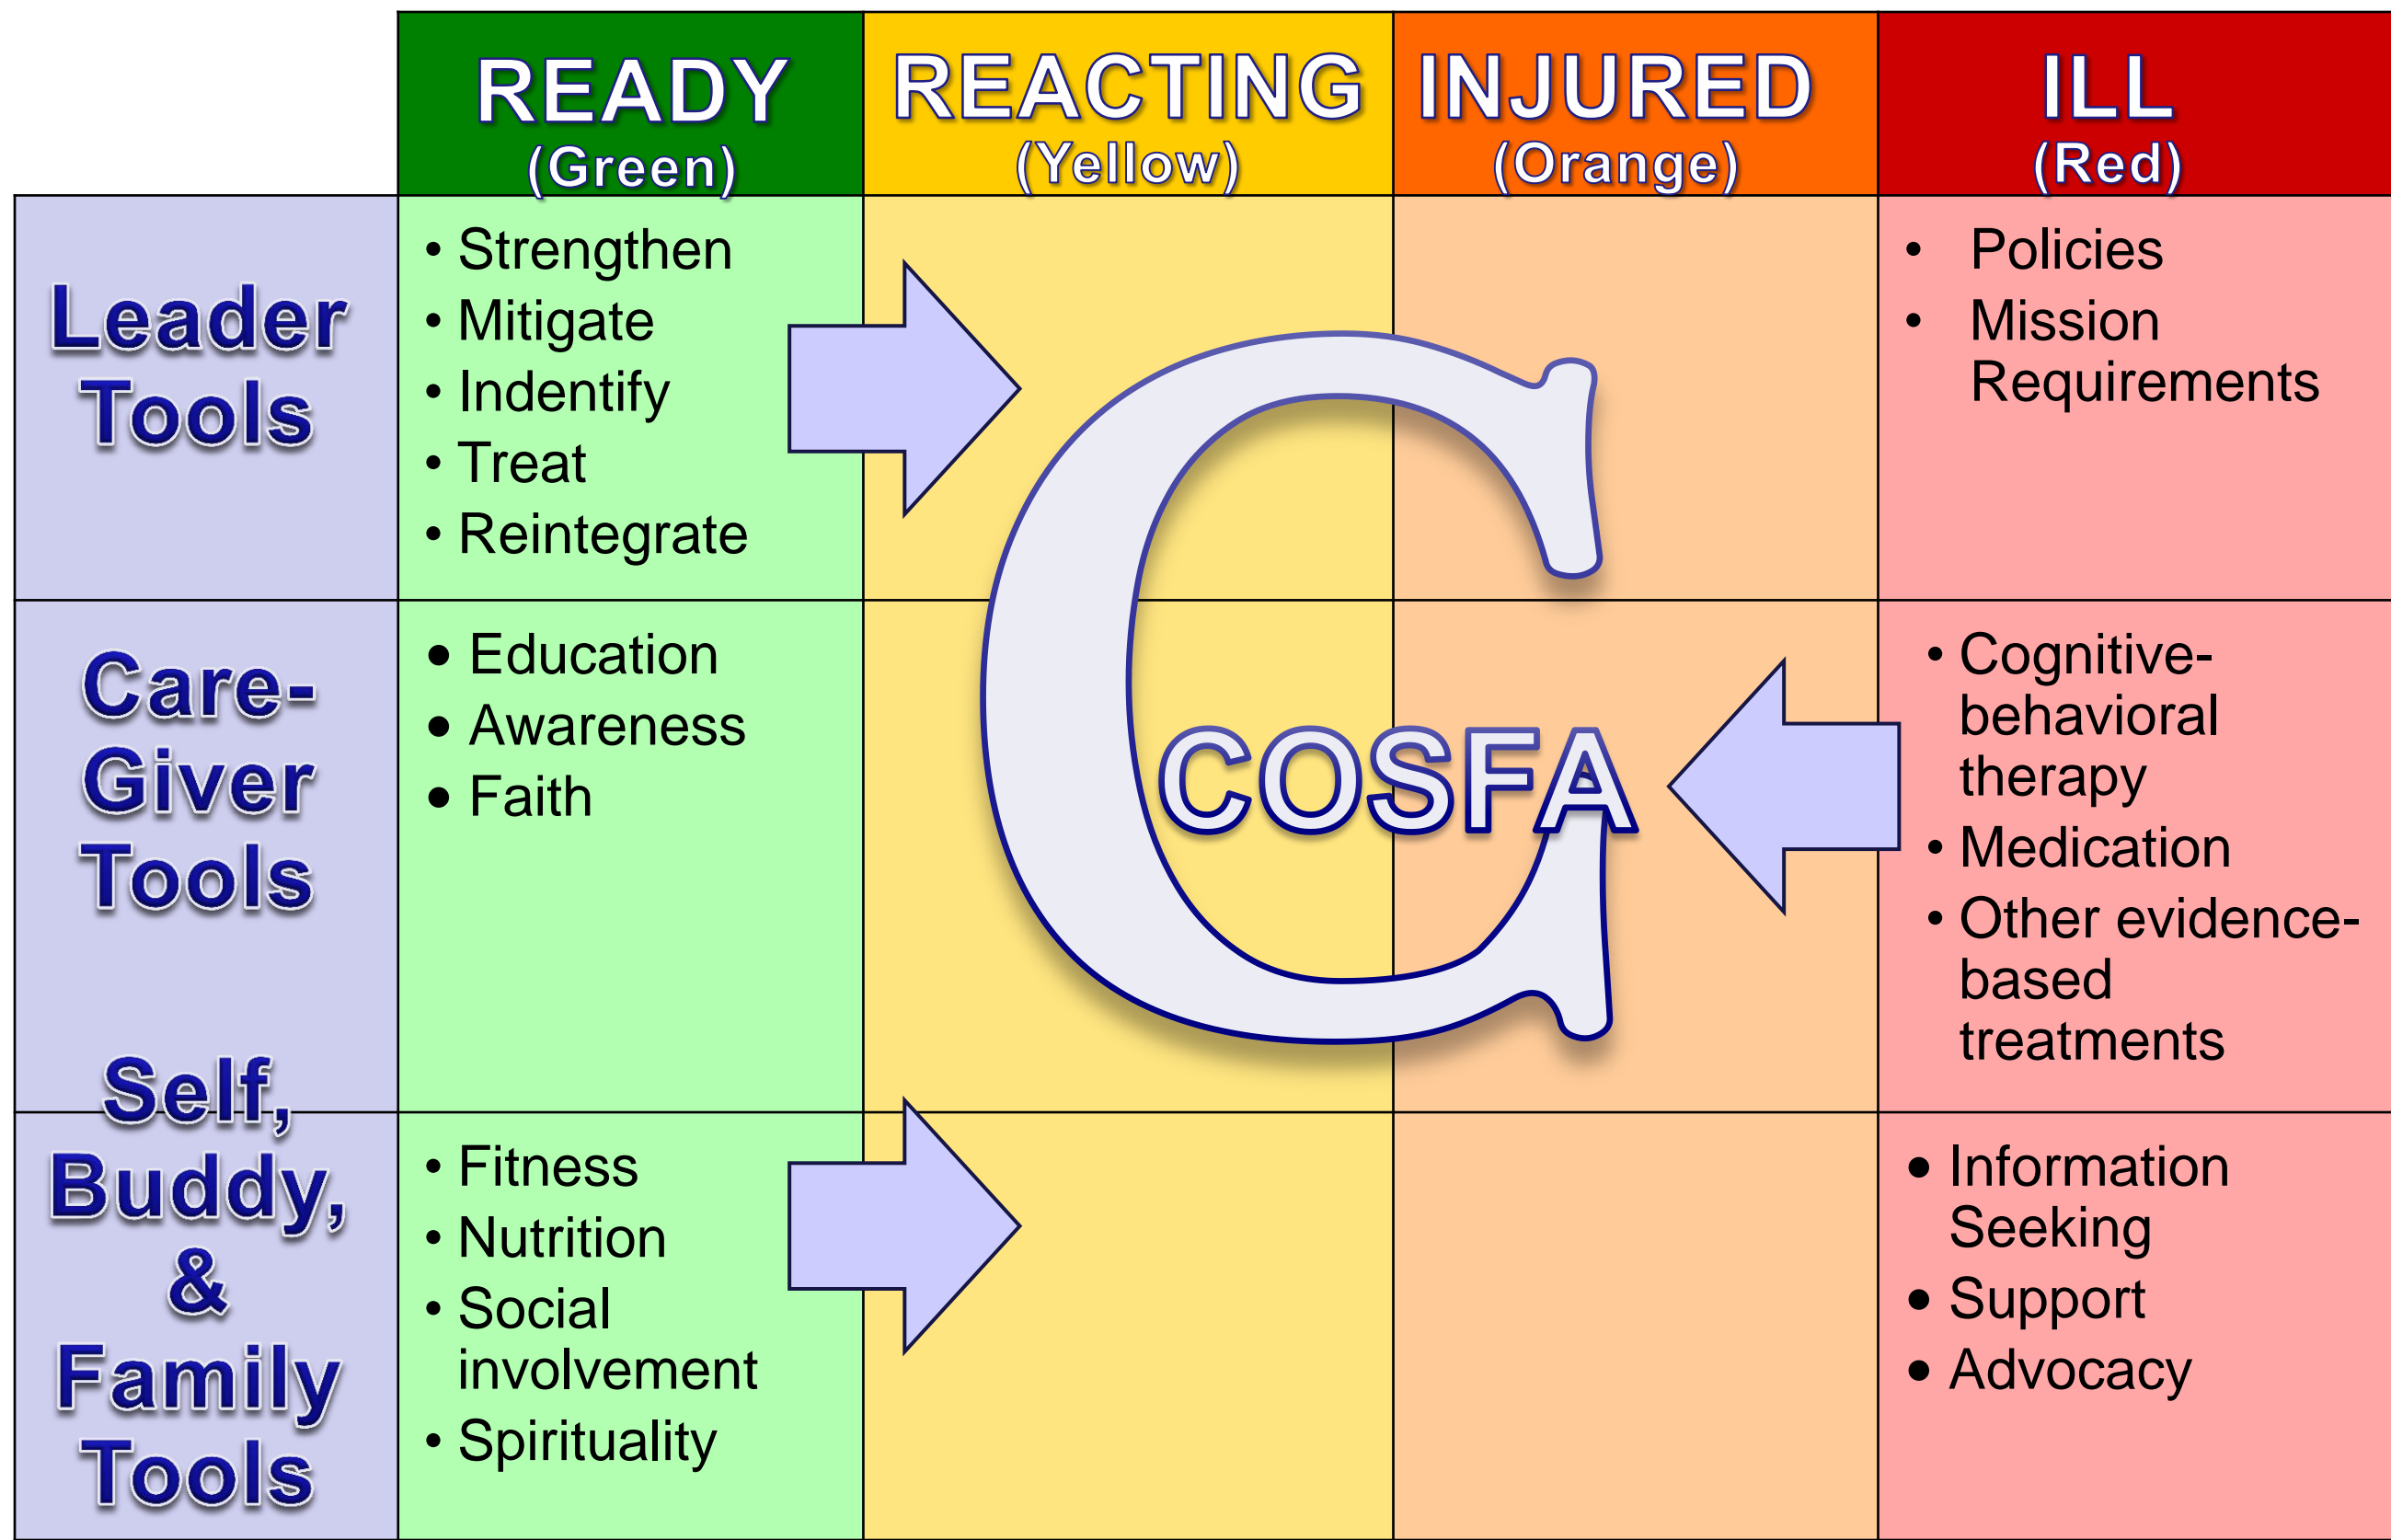 READY
(Green)
REACTING
(Yellow)
INJURED
(Orange)
ILL
(Red)
Leader
Tools
• Strengthen
• Mitigate
• Indentify
• Treat
• Reintegrate
• Policies
• Mission
Requirements
Care-
Giver
Tools
• Education
• Awareness
• Faith
C
COSFA
• Cognitive-
behavioral
therapy
• Medication
• Other evidence-
based
treatments
Self,
Buddy,
&
Family
Tools
• Fitness
• Nutrition
• Social
involvement
• Spirituality
• Information
Seeking
• Support
• Advocacy